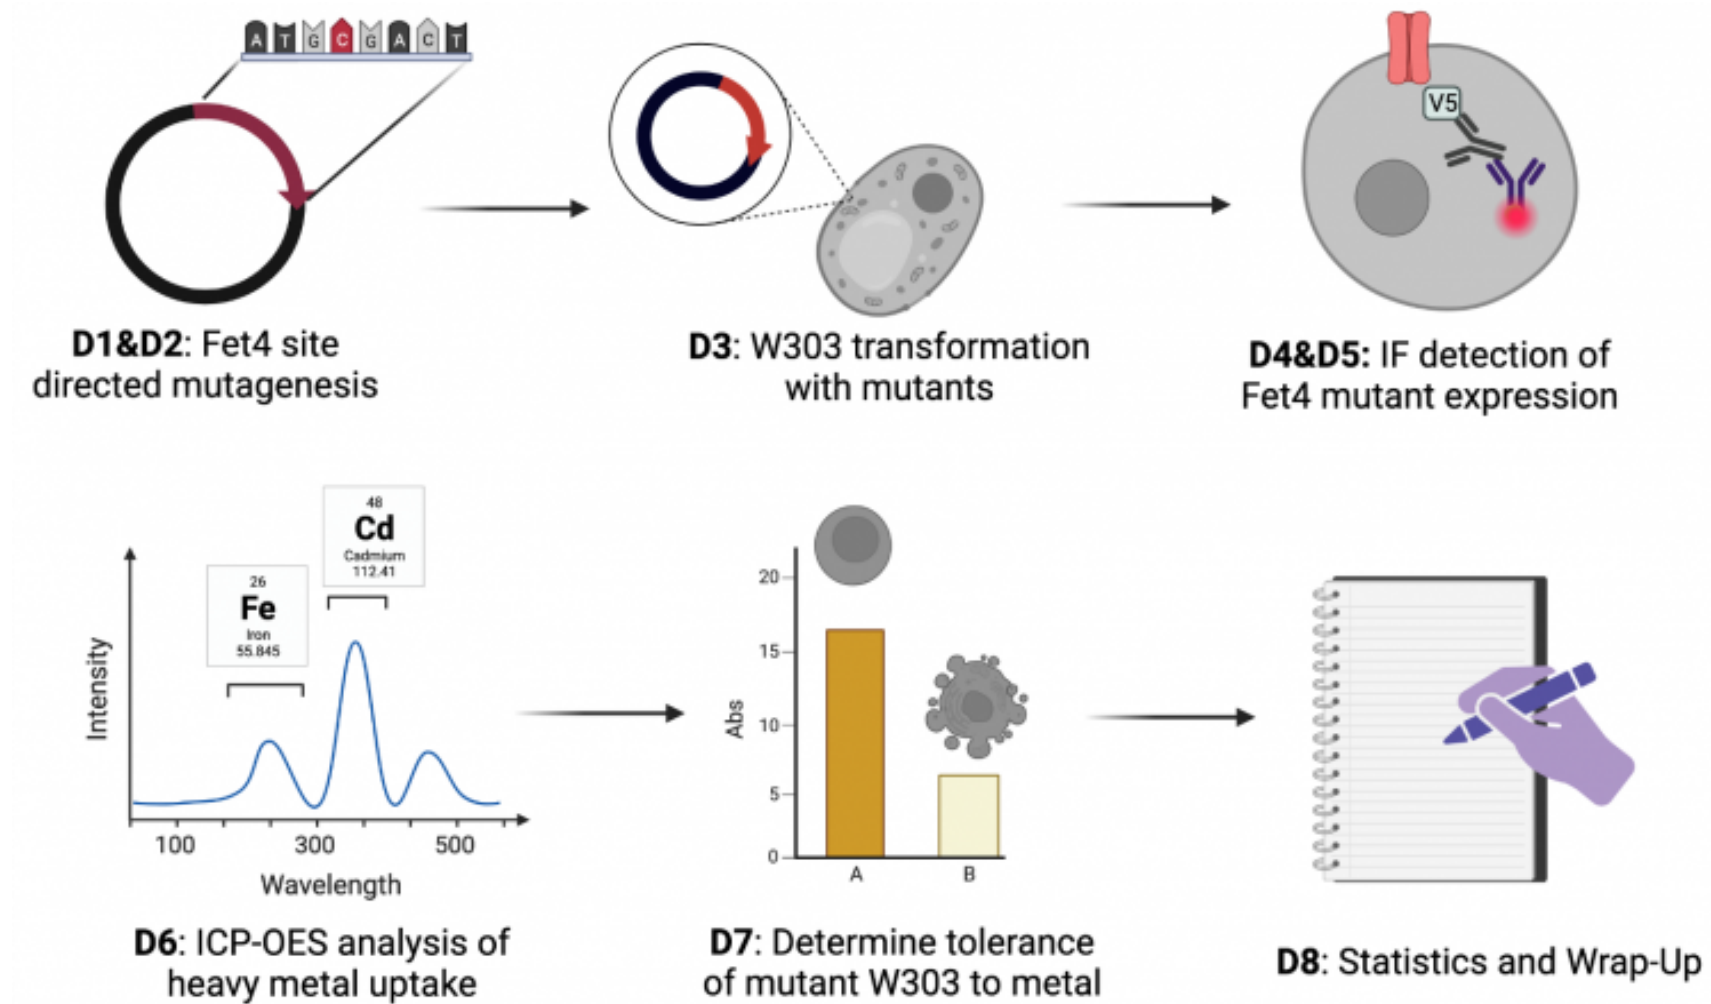 A T G C G A C T
V5
D1&D2: Fet4 site
directed mutagenesis
D3: W303 transformation
with mutants
D4&D5: IF detection of
Fet4 mutant expression
48
Cd
Cadmium
112.41
26
Fe
Iron
55.845
Intensity
100 300 500
Wavelength
20
15
10
5
0
Abs
A B
D6: ICP-OES analysis of
heavy metal uptake
D7: Determine tolerance
of mutant W303 to metal
D8: Statistics and Wrap-Up